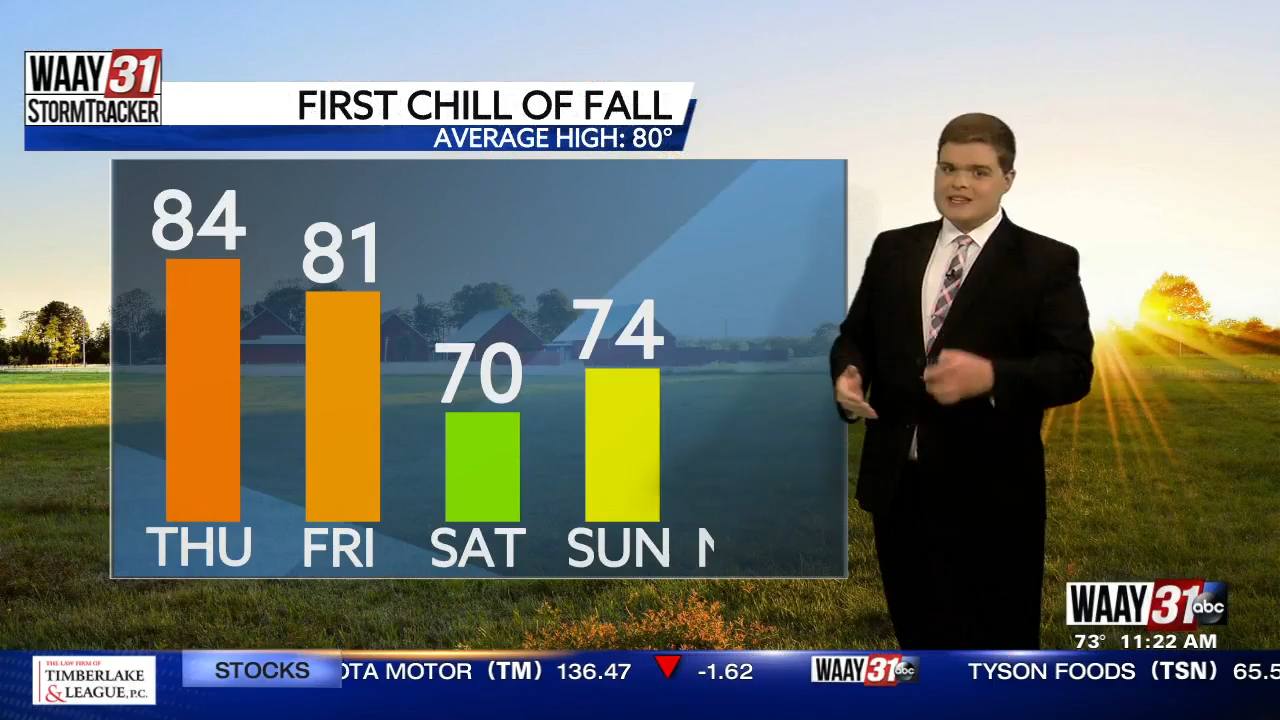 WAAY 31
STORMTRACKER
FIRST CHILL OF FALL
AVERAGE HIGH: 80°
84
81
70
74
THU
FRI
SAT
SUN
WAAY 31 abc
73° 11:22 AM
THE LAW FIRM OF
TIMBERLAKE
& LEAGUE, P.C.
STOCKS
OTA MOTOR (TM) 136.47 ▼ -1.62
WAAY 31 abc
TYSON FOODS (TSN) 65.5